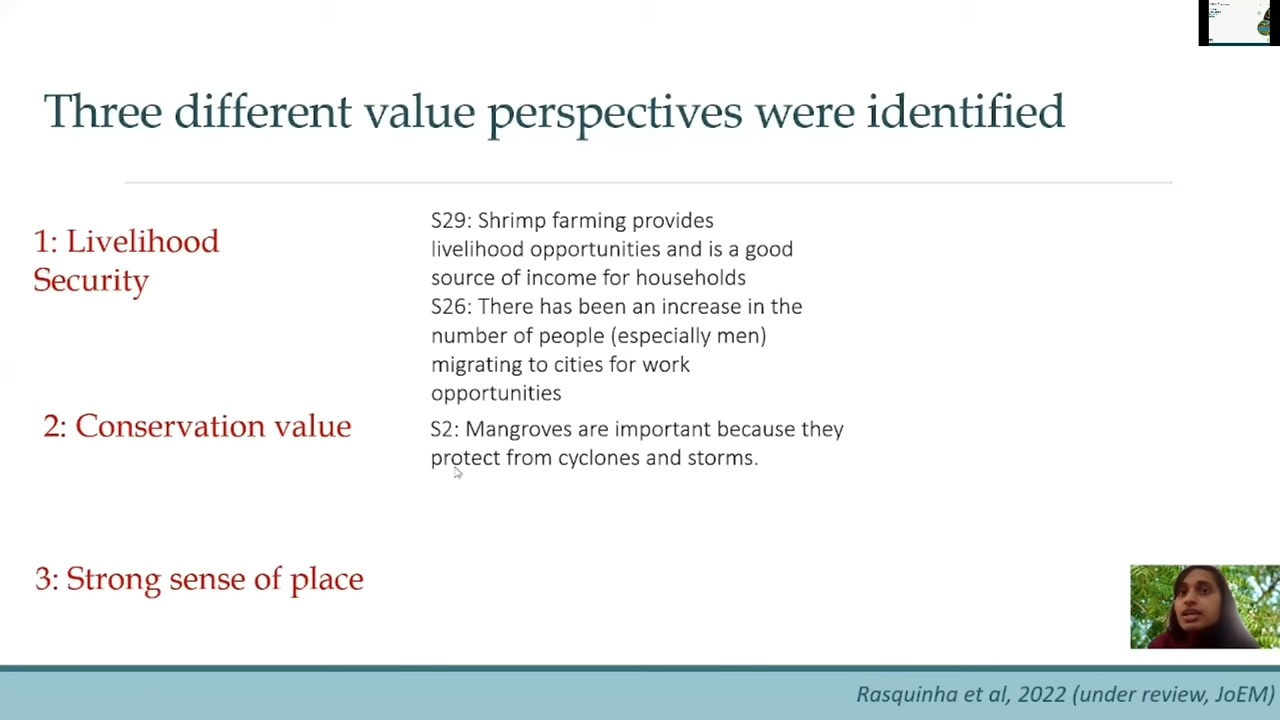 Three different value perspectives were identified
1: Livelihood
Security
S29: Shrimp farming provides
livelihood opportunities and is a good
source of income for households
S26: There has been an increase in the
number of people (especially men)
migrating to cities for work
opportunities
2: Conservation value
S2: Mangroves are important because they
protect from cyclones and storms.
3: Strong sense of place
Rasquinha et al, 2022 (under review, JoEM)